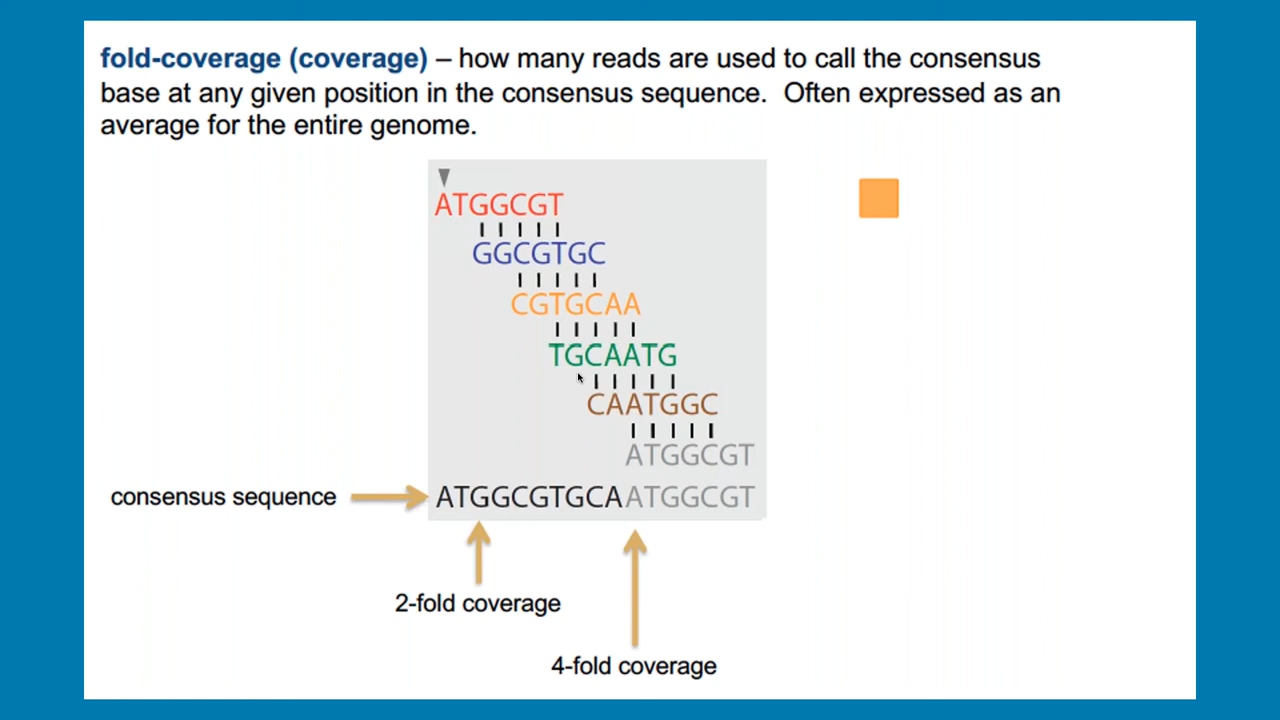 fold-coverage (coverage) – how many reads are used to call the consensus
base at any given position in the consensus sequence.  Often expressed as an
average for the entire genome.
ATGGCGT
GGCGTGC
CGTGCAA
TGCAATG
CAATGGC
ATGGCGT
consensus sequence ATGGCGTGCAATGGCGT
2-fold coverage
4-fold coverage